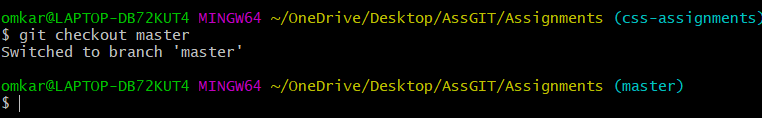 omkar@LAPTOP-DB72KUT4 MINGW64 ~/OneDrive/Desktop/AssGIT/Assignments (css-assignments)
$ git checkout master
Switched to branch 'master'
omkar@LAPTOP-DB72KUT4 MINGW64 ~/OneDrive/Desktop/AssGIT/Assignments (master)
$